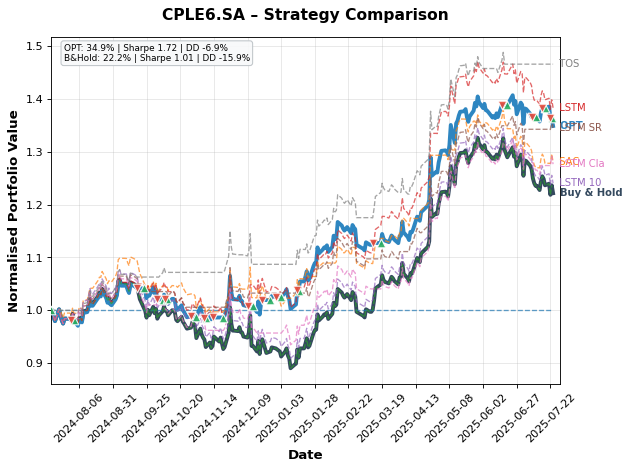 CPLE6.SA – Strategy Comparison
OPT: 34.9% | Sharpe 1.72 | DD -6.9%
B&Hold: 22.2% | Sharpe 1.01 | DD -15.9%
Normalised Portfolio Value
1.5
1.4
1.3
1.2
1.1
1.0
0.9
TOS
LSTM
OPT
LSTM SR
LSTM Cla
SAC
LSTM 10
Buy & Hold
2024-08-06
2024-08-31
2024-09-25
2024-10-20
2024-11-14
2024-12-09
2025-01-03
2025-01-28
2025-02-22
2025-03-19
2025-04-13
2025-05-08
2025-06-02
2025-06-27
2025-07-22
Date